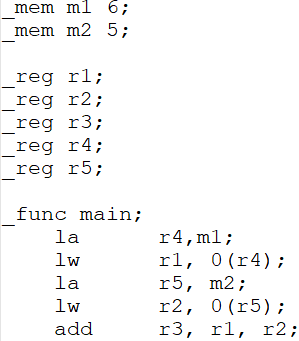 _mem m1 6;
_mem m2 5;
_reg r1;
_reg r2;
_reg r3;
_reg r4;
_reg r5;
_func main;
la r4,m1;
lw r1, 0(r4);
la r5, m2;
lw r2, 0(r5);
add r3, r1, r2;